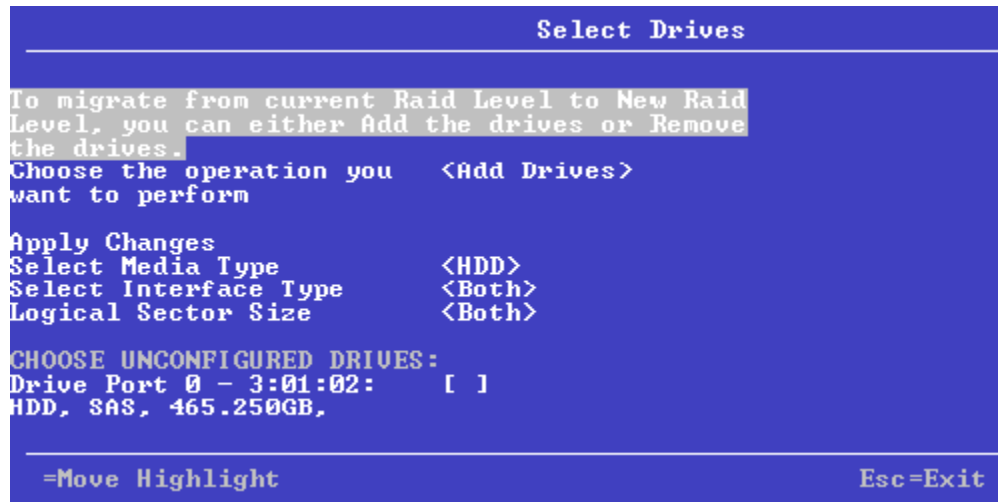 Select Drives
To migrate from current Raid Level to New Raid
Level, you can either Add the drives or Remove
the drives.
Choose the operation you <Add Drives>
want to perform
Apply Changes
Select Media Type <HDD>
Select Interface Type <Both>
Logical Sector Size <Both>
CHOOSE UNCONFIGURED DRIVES:
Drive Port 0 - 3:01:02: [ ]
HDD, SAS, 465.250GB,
=Move Highlight Esc=Exit